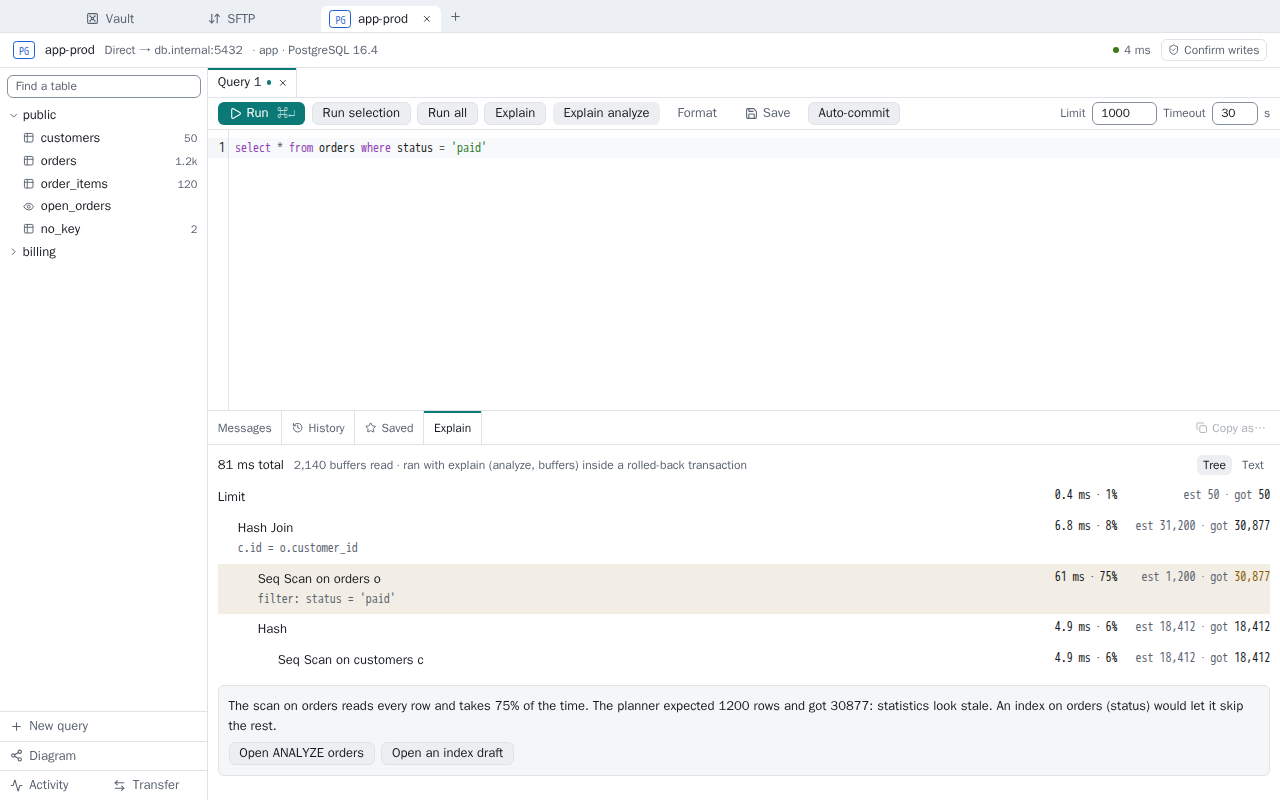 Vault
SFTP
PG app-prod
PG app-prod Direct → db.internal:5432 · app · PostgreSQL 16.4
4 ms
Confirm writes
Find a table
public
customers 50
orders 1.2k
order_items 120
open_orders
no_key 2
billing
New query
Diagram
Activity
Transfer
Query 1
Run ⌘↵
Run selection
Run all
Explain
Explain analyze
Format
Save
Auto-commit
Limit 1000
Timeout 30 s
1 select * from orders where status = 'paid'
Messages
History
Saved
Explain
Copy as···
81 ms total 2,140 buffers read · ran with explain (analyze, buffers) inside a rolled-back transaction
Tree
Text
Limit 0.4 ms · 1% est 50 · got 50
Hash Join 6.8 ms · 8% est 31,200 · got 30,877
c.id = o.customer_id
Seq Scan on orders o 61 ms · 75% est 1,200 · got 30,877
filter: status = 'paid'
Hash 4.9 ms · 6% est 18,412 · got 18,412
Seq Scan on customers c 4.9 ms · 6% est 18,412 · got 18,412
The scan on orders reads every row and takes 75% of the time. The planner expected 1200 rows and got 30877: statistics look stale. An index on orders (status) would let it skip
the rest.
Open ANALYZE orders
Open an index draft